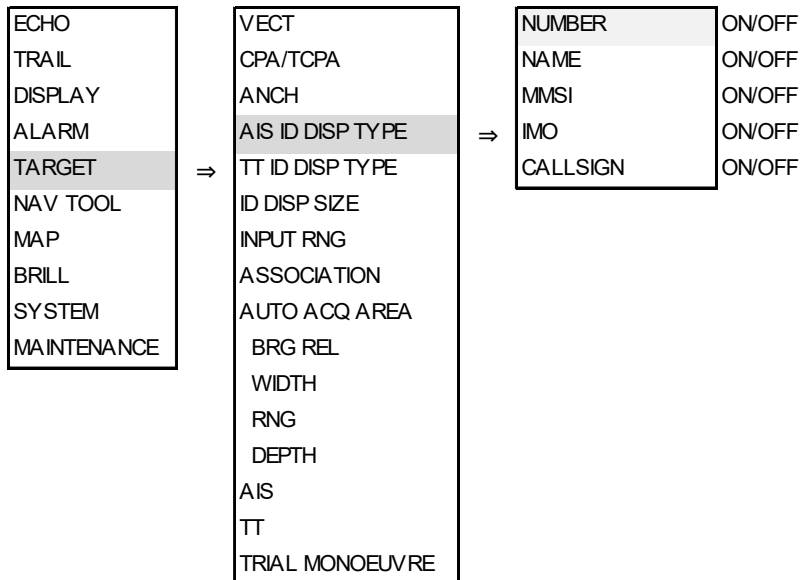 ECHO
TRAIL
DISPLAY
ALARM
TARGET
NAV TOOL
MAP
BRILL
SYSTEM
MAINTENANCE
⇒
VECT
CPA/TCPA
ANCH
AIS ID DISP TYPE
TT ID DISP TYPE
ID DISP SIZE
INPUT RNG
ASSOCIATION
AUTO ACQ AREA
BRG REL
WIDTH
RNG
DEPTH
AIS
TT
TRIAL MONOEUVRE
⇒
NUMBER ON/OFF
NAME ON/OFF
MMSI ON/OFF
IMO ON/OFF
CALLSIGN ON/OFF